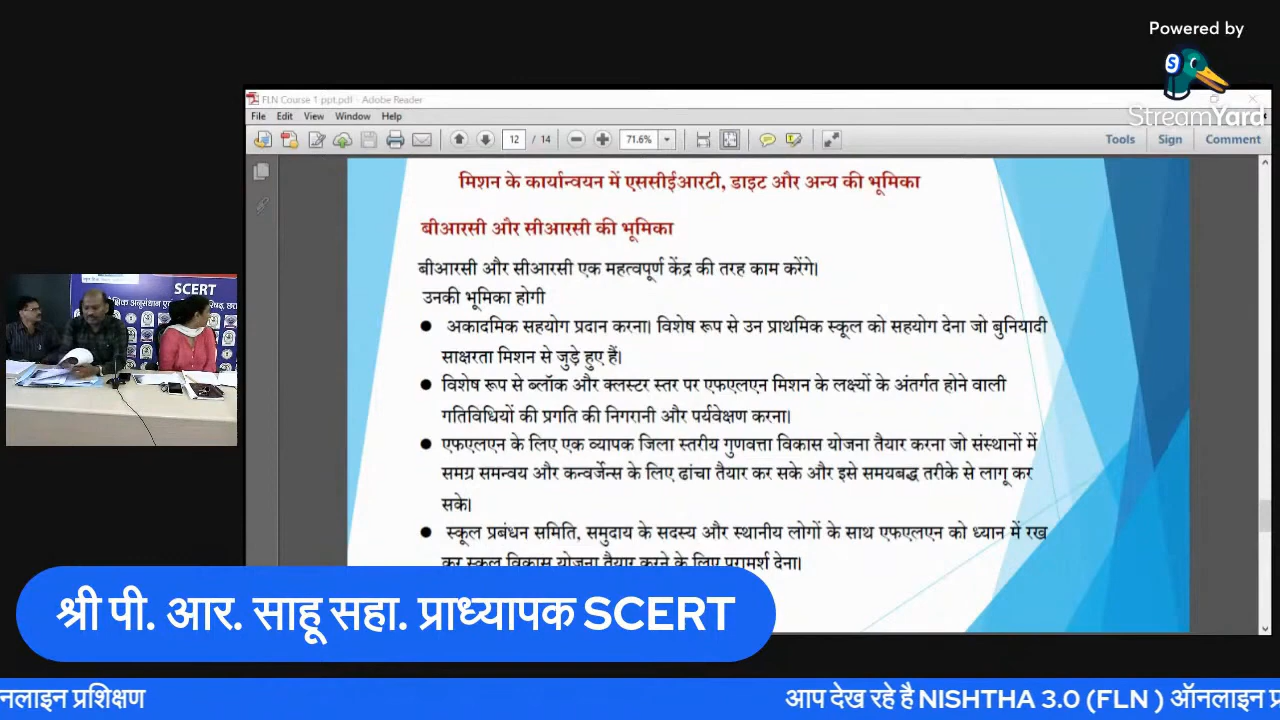 Powered by
S
StreamYard
FLN Course 1 ppt.pdf - Adobe Reader
File Edit View Window Help
12 / 14 71.6% Tools Sign Comment
मिशन के कार्यान्वयन में एससीईआरटी, डाइट और अन्य की भूमिका
बीआरसी और सीआरसी की भूमिका
बीआरसी और सीआरसी एक महत्वपूर्ण केंद्र की तरह काम करेंगे।
उनकी भूमिका होगी
● अकादमिक सहयोग प्रदान करना। विशेष रूप से उन प्राथमिक स्कूल को सहयोग देना जो बुनियादी
साक्षरता मिशन से जुड़े हुए हैं।
● विशेष रूप से ब्लॉक और क्लस्टर स्तर पर एफएलएन मिशन के लक्ष्यों के अंतर्गत होने वाली
गतिविधियों की प्रगति की निगरानी और पर्यवेक्षण करना।
● एफएलएन के लिए एक व्यापक जिला स्तरीय गुणवत्ता विकास योजना तैयार करना जो संस्थानों में
समग्र समन्वय और कन्वर्जेन्स के लिए ढांचा तैयार कर सके और इसे समयबद्ध तरीके से लागू कर
सके।
● स्कूल प्रबंधन समिति, समुदाय के सदस्य और स्थानीय लोगों के साथ एफएलएन को ध्यान में रख
कर स्कूल विकास योजना तैयार करने के लिए परामर्श देना।
SCERT
श्री पी. आर. साहू सहा. प्राध्यापक SCERT
नलाइन प्रशिक्षण
आप देख रहे है NISHTHA 3.0 (FLN ) ऑनलाइन प्र